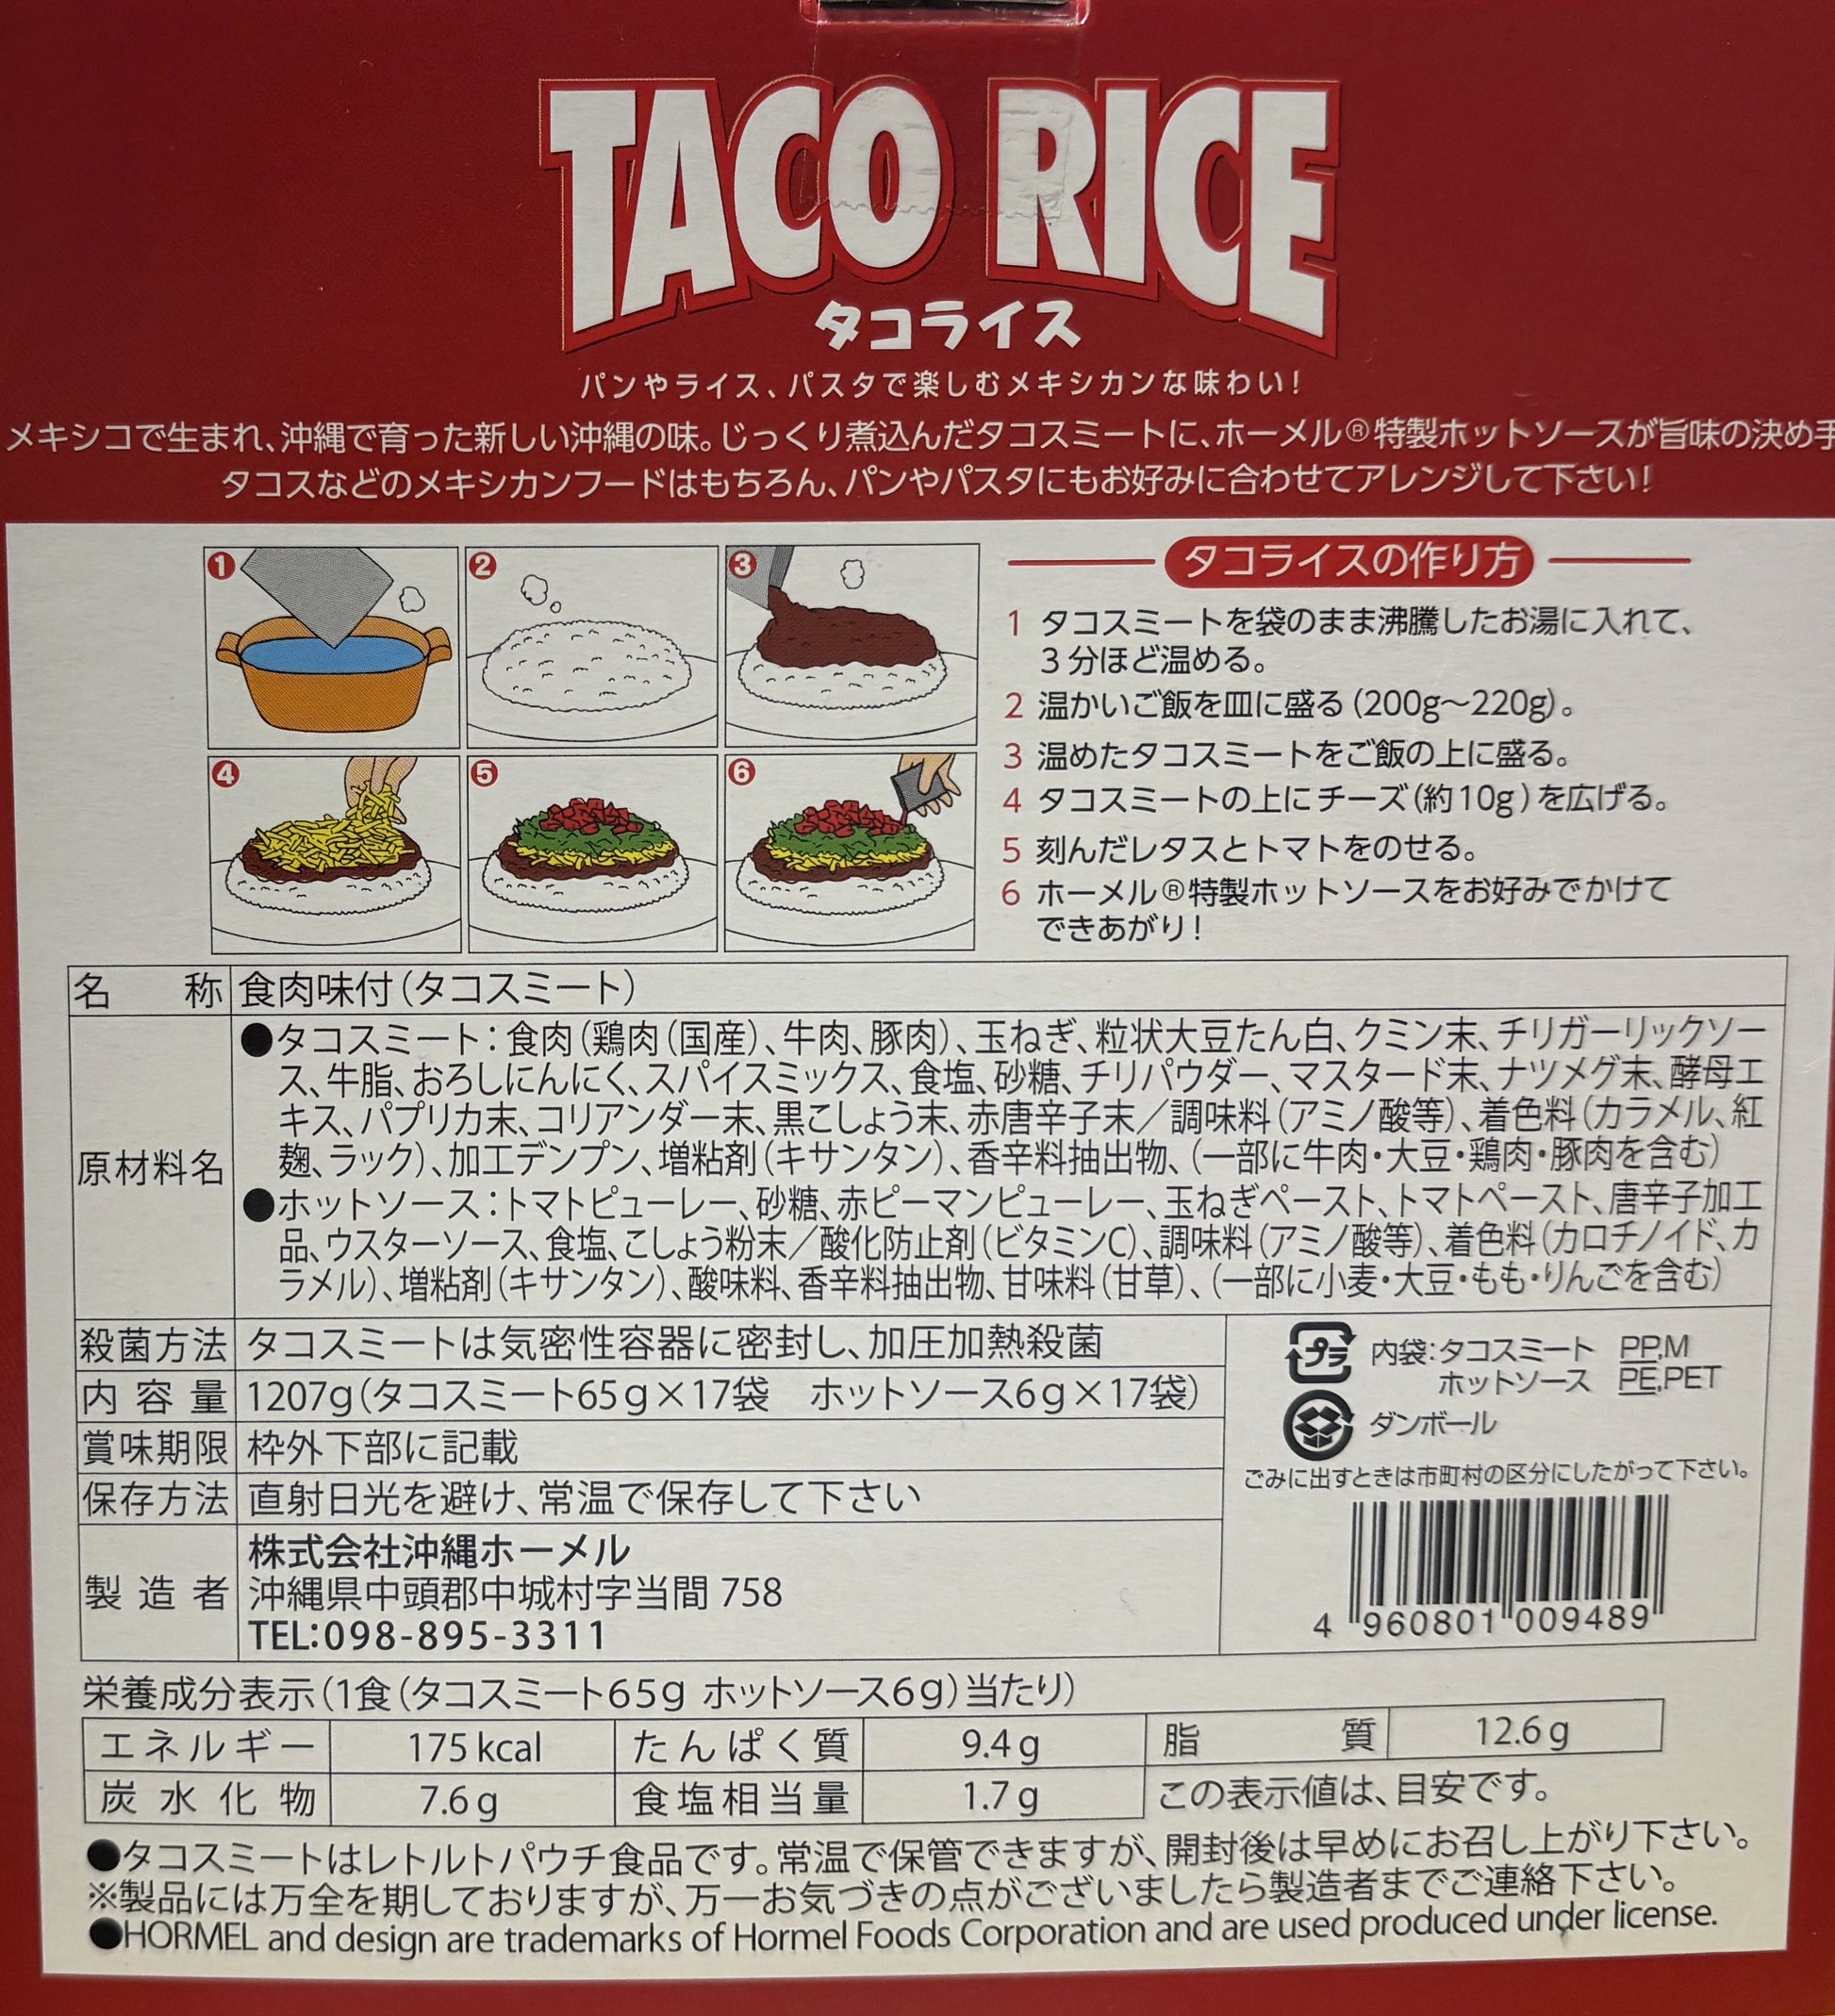 TACO RICE
タコライス
パンやライス、パスタで楽しむメキシカンな味わい!
メキシコで生まれ、沖縄で育った新しい沖縄の味。じっくり煮込んだタコスミートに、ホーメル®特製ホットソースが旨味の決め手
タコスなどのメキシカンフードはもちろん、パンやパスタにもお好みに合わせてアレンジして下さい!
1
2
3
4
5
6
タコライスの作り方
1 タコスミートを袋のまま沸騰したお湯に入れて、
3分ほど温める。
2 温かいご飯を皿に盛る(200g〜220g)。
3 温めたタコスミートをご飯の上に盛る。
4 タコスミートの上にチーズ(約10g)を広げる。
5 刻んだレタスとトマトをのせる。
6 ホーメル®特製ホットソースをお好みでかけて
できあがり!
名称 食肉味付(タコスミート)
原材料名
●タコスミート:食肉(鶏肉(国産)、牛肉、豚肉)、玉ねぎ、粒状大豆たん白、クミン末、チリガーリックソー
ス、牛脂、おろしにんにく、スパイスミックス、食塩、砂糖、チリパウダー、マスタード末、ナツメグ末、酵母エ
キス、パプリカ末、コリアンダー末、黒こしょう末、赤唐辛子末/調味料(アミノ酸等)、着色料(カラメル、紅
麹、ラック)、加工デンプン、増粘剤(キサンタン)、香辛料抽出物、(一部に牛肉・大豆・鶏肉・豚肉を含む)
●ホットソース:トマトピューレー、砂糖、赤ピーマンピューレー、玉ねぎペースト、トマトペースト、唐辛子加工
品、ウスターソース、食塩、こしょう粉末/酸化防止剤(ビタミンC)、調味料(アミノ酸等)、着色料(カロチノイド、カ
ラメル)、増粘剤(キサンタン)、酸味料、香辛料抽出物、甘味料(甘草)、(一部に小麦・大豆・もも・りんごを含む)
殺菌方法 タコスミートは気密性容器に密封し、加圧加熱殺菌
内容量 1207g(タコスミート65g×17袋 ホットソース6g×17袋)
賞味期限 枠外下部に記載
保存方法 直射日光を避け、常温で保存して下さい
製造者
株式会社沖縄ホーメル
沖縄県中頭郡中城村字当間 758
TEL:098-895-3311
プラ 内袋:タコスミート PP,M
ホットソース PE,PET
ダンボール
ごみに出すときは市町村の区分にしたがって下さい。
4 960801 009489
栄養成分表示(1食(タコスミート65g ホットソース6g)当たり)
エネルギー 175kcal たんぱく質 9.4g 脂質 12.6g
炭水化物 7.6g 食塩相当量 1.7g この表示値は、目安です。
●タコスミートはレトルトパウチ食品です。常温で保管できますが、開封後は早めにお召し上がり下さい。
※製品には万全を期しておりますが、万一お気づきの点がございましたら製造者までご連絡下さい。
●HORMEL and design are trademarks of Hormel Foods Corporation and are used produced under license.